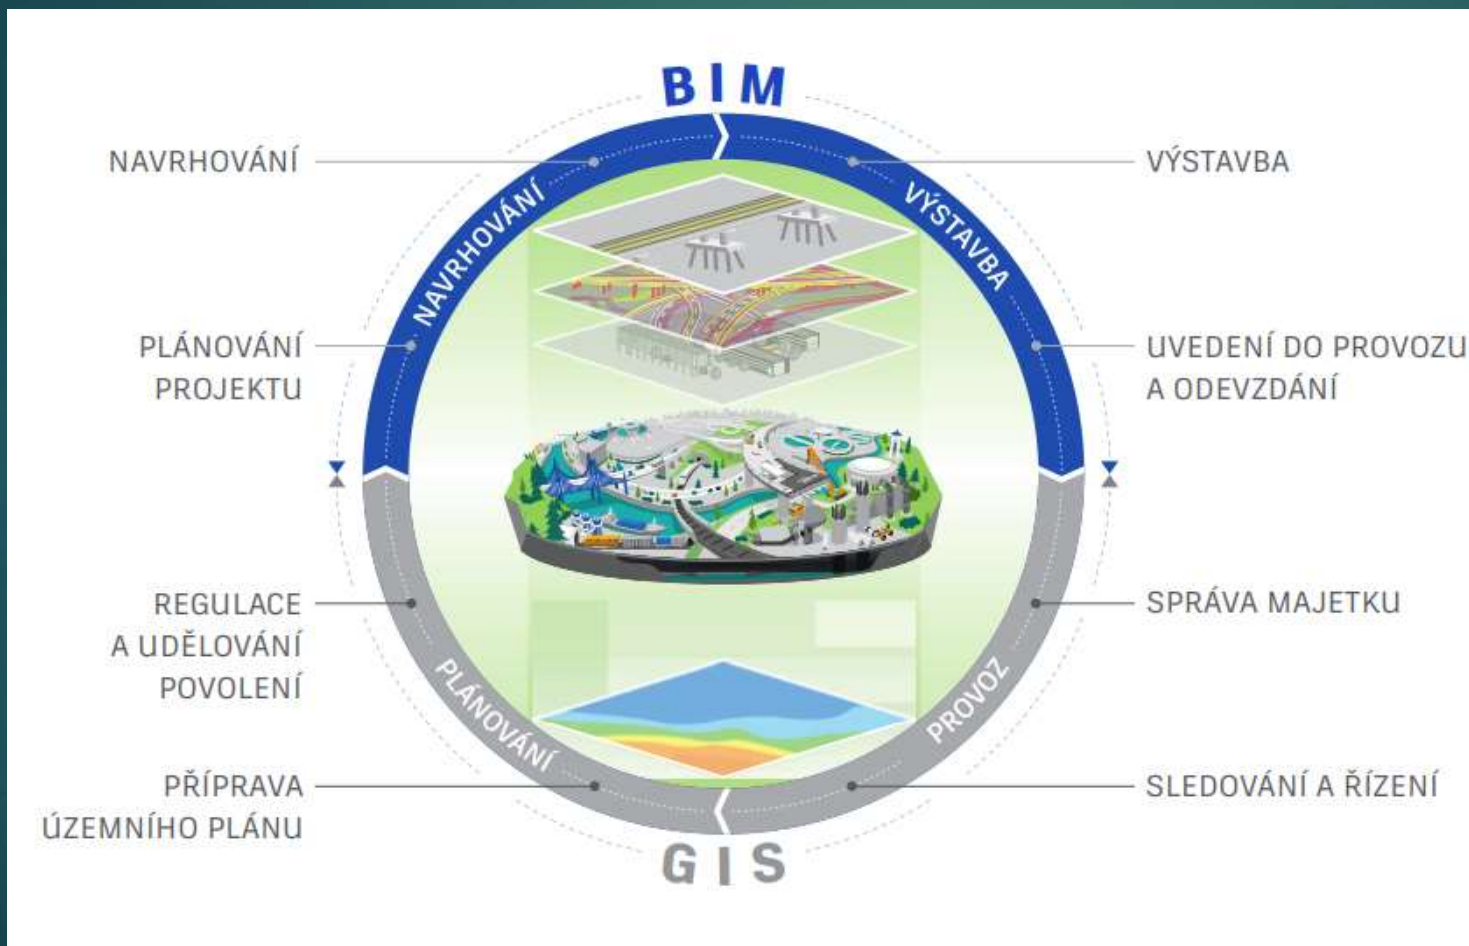 BIM
NAVRHOVÁNÍ
VÝSTAVBA
NAVRHOVÁNÍ
VÝSTAVBA
PLÁNOVÁNÍ
PROJEKTU
UVEDENÍ DO PROVOZU
A ODEVZDÁNÍ
REGULACE
A UDĚLOVÁNÍ
POVOLENÍ
SPRÁVA MAJETKU
PLÁNOVÁNÍ
PROVOZ
PŘÍPRAVA
ÚZEMNÍHO PLÁNU
SLEDOVÁNÍ A ŘÍZENÍ
GIS